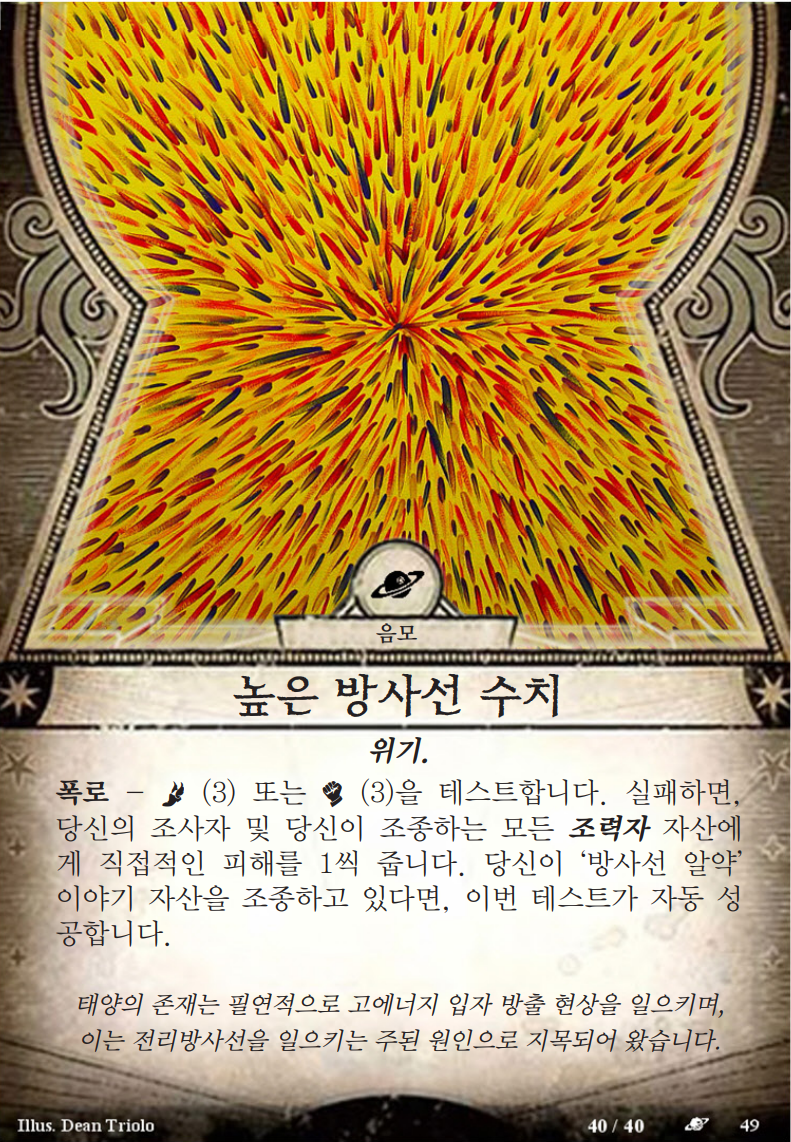 음모
높은 방사선 수치
위기.
폭로 – (3) 또는 (3)을 테스트합니다. 실패하면,
당신의 조사자 및 당신이 조종하는 모든 조력자 자산에
게 직접적인 피해를 1씩 줍니다. 당신이 ‘방사선 알약’
이야기 자산을 조종하고 있다면, 이번 테스트가 자동 성
공합니다.
태양의 존재는 필연적으로 고에너지 입자 방출 현상을 일으키며,
이는 전리방사선을 일으키는 주된 원인으로 지목되어 왔습니다.
Illus. Dean Triolo 40 / 40 49